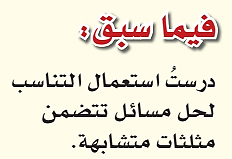 فيما سبق:
درستُ استعمال التناسب
لحل مسائل تتضمن
مثلثات متشابهة.